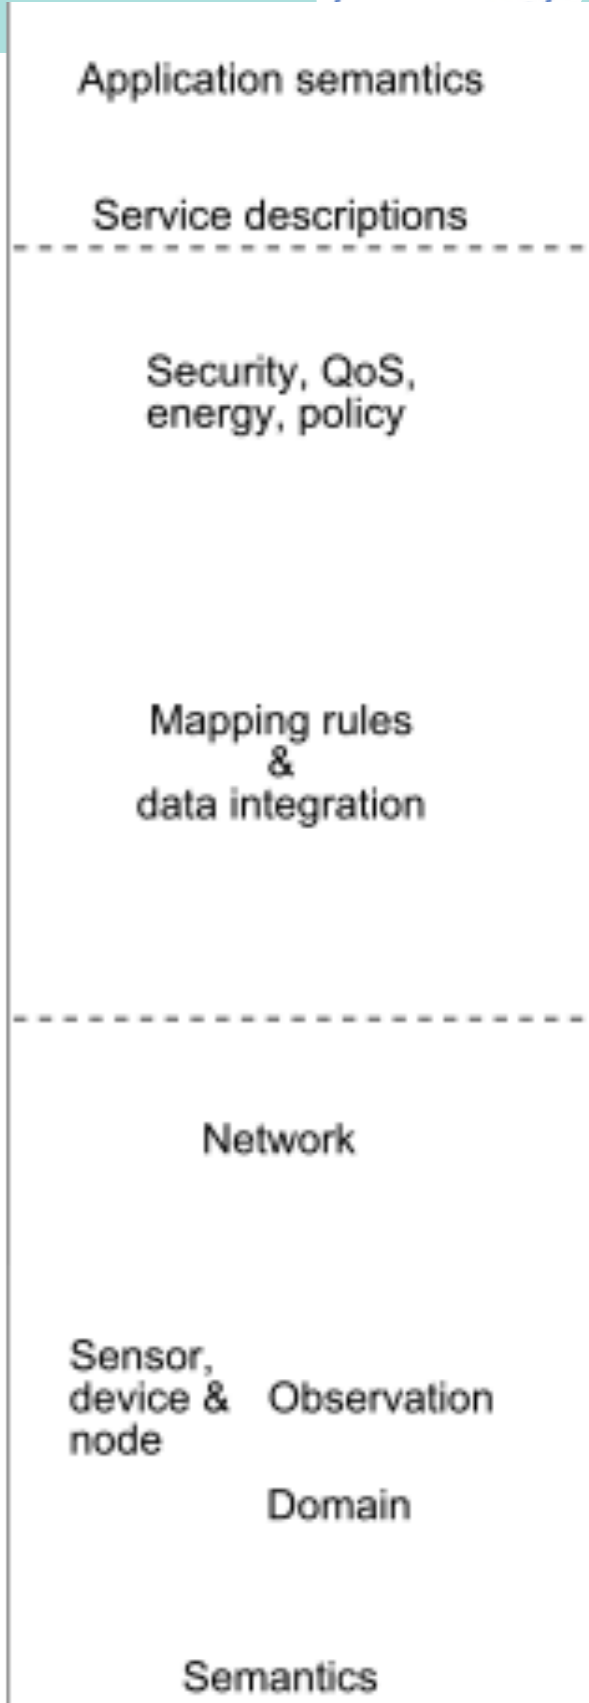 Application semantics
Service descriptions
Security, QoS,
energy, policy
Mapping rules
&
data integration
Network
Sensor,
device &
node
Observation
Domain
Semantics